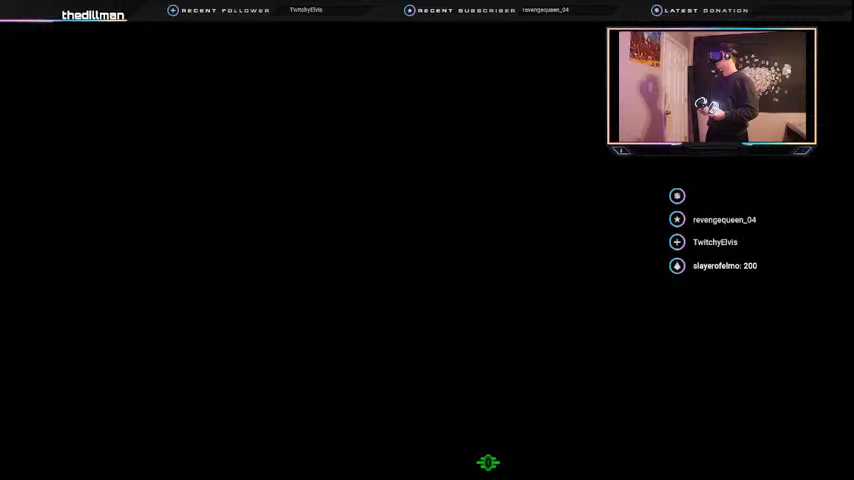 thedillman
RECENT FOLLOWER TwitchyElvis
RECENT SUBSCRIBER revengequeen_04
LATEST DONATION
revengequeen_04
TwitchyElvis
slayerofelmo: 200